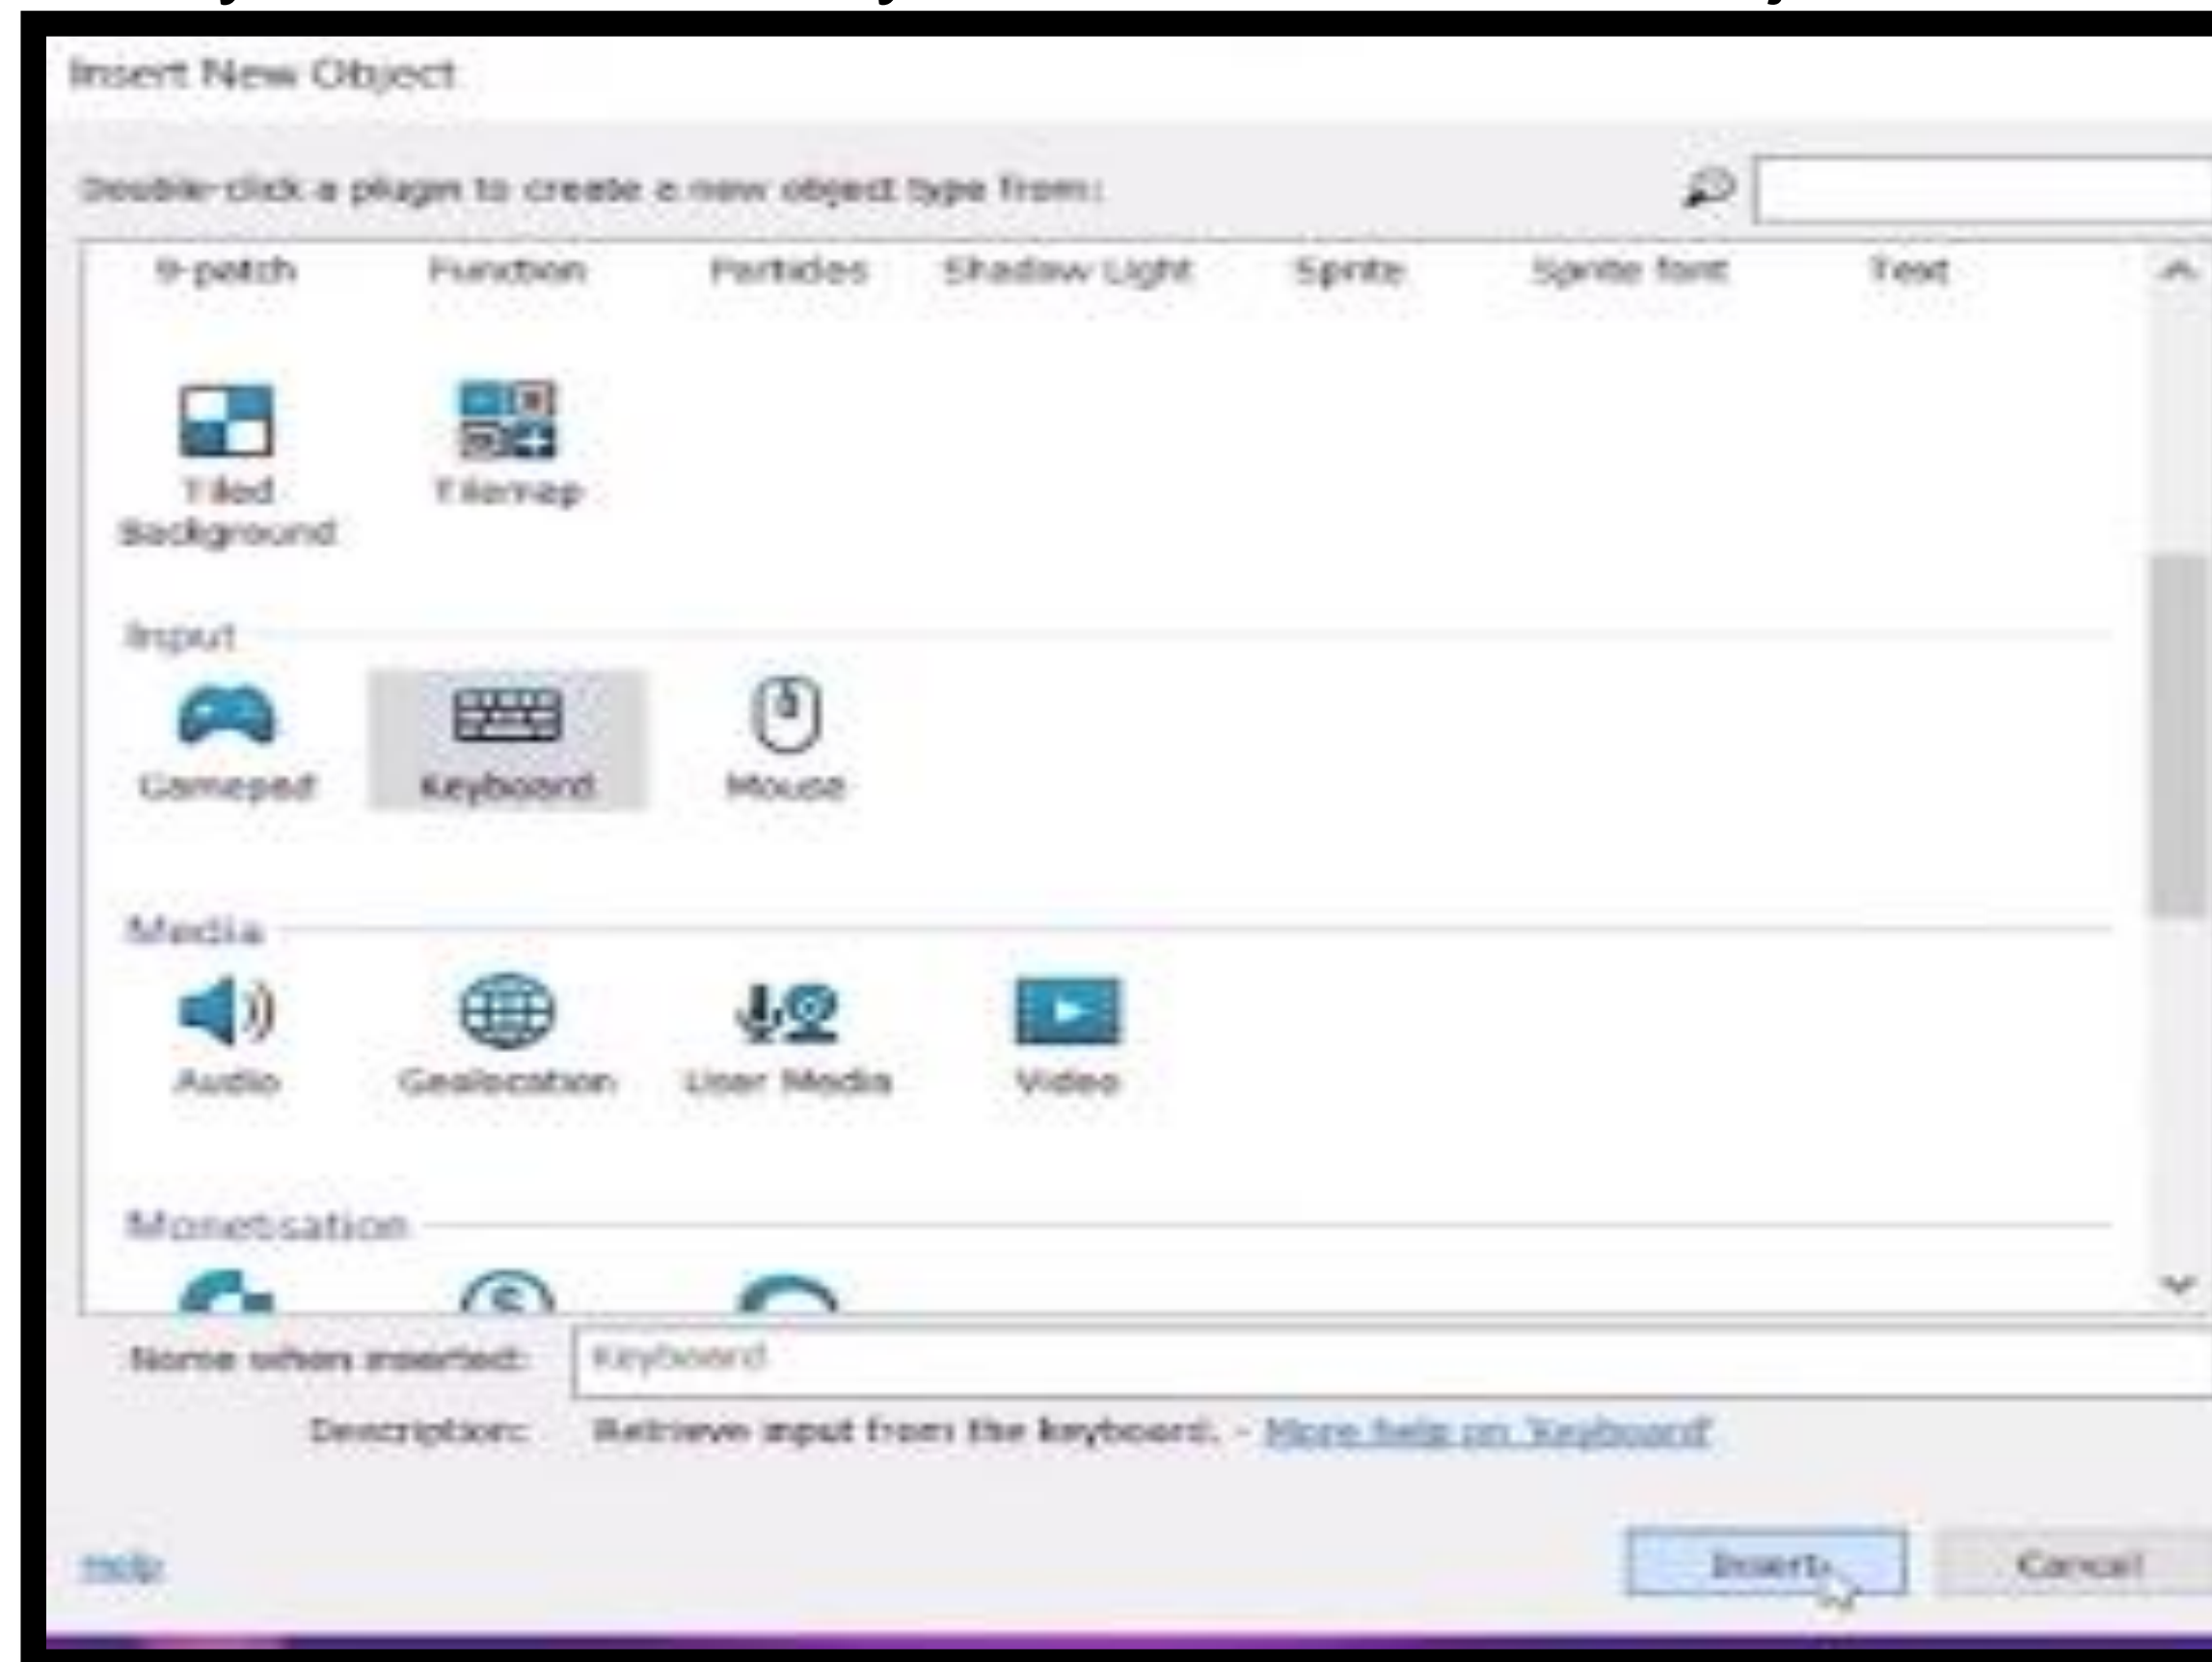 Insert New Object
Double-click a plugin to create a new object type from:
9-patch Function Particles Shadow Light Sprite Sprite font Text
Tiled Background Tilemap
Input
Gamepad Keyboard Mouse
Media
Audio Geolocation User Media Video
Monetisation
Name when inserted: Keyboard
Description: Retrieve input from the keyboard. - More help on 'Keyboard'
Help Insert Cancel